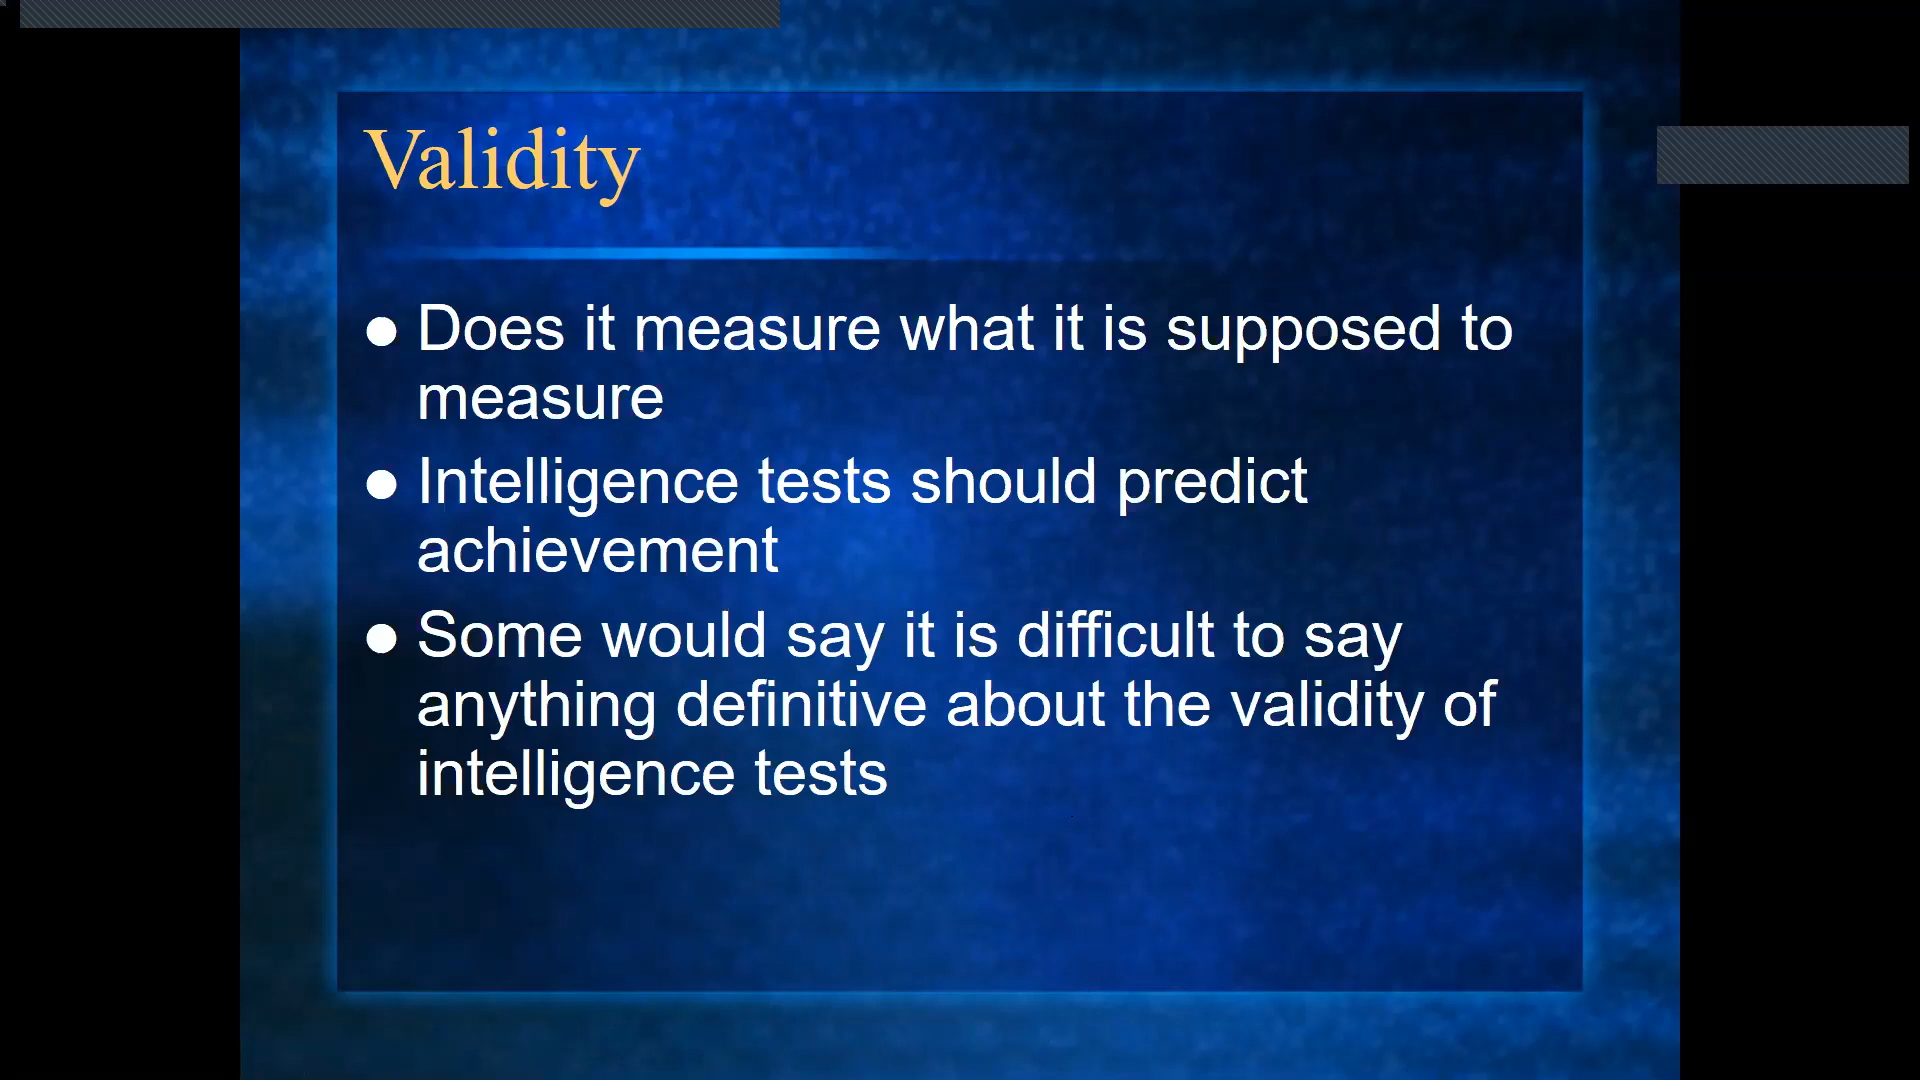 Validity
● Does it measure what it is supposed to
measure
● Intelligence tests should predict
achievement
● Some would say it is difficult to say
anything definitive about the validity of
intelligence tests